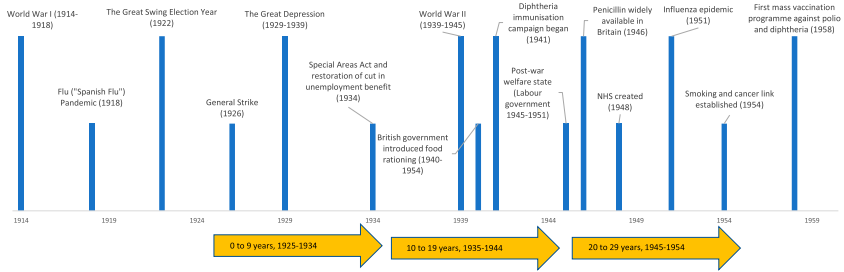 World War I (1914-
1918)
The Great Swing Election Year
(1922)
The Great Depression
(1929-1939)
World War II
(1939-1945)
Diphtheria
immunisation
campaign began
(1941)
Penicillin widely
available in
Britain (1946)
Influenza epidemic
(1951)
First mass vaccination
programme against polio
and diphtheria (1958)
Flu ("Spanish Flu")
Pandemic (1918)
General Strike
(1926)
Special Areas Act and
restoration of cut in
unemployment benefit
(1934)
British government
introduced food
rationing (1940-
1954)
Post-war
welfare state
(Labour
government
1945-1951)
NHS created
(1948)
Smoking and cancer link
established (1954)
1914
1919
1924
1929
1934
1939
1944
1949
1954
1959
0 to 9 years, 1925-1934
10 to 19 years, 1935-1944
20 to 29 years, 1945-1954